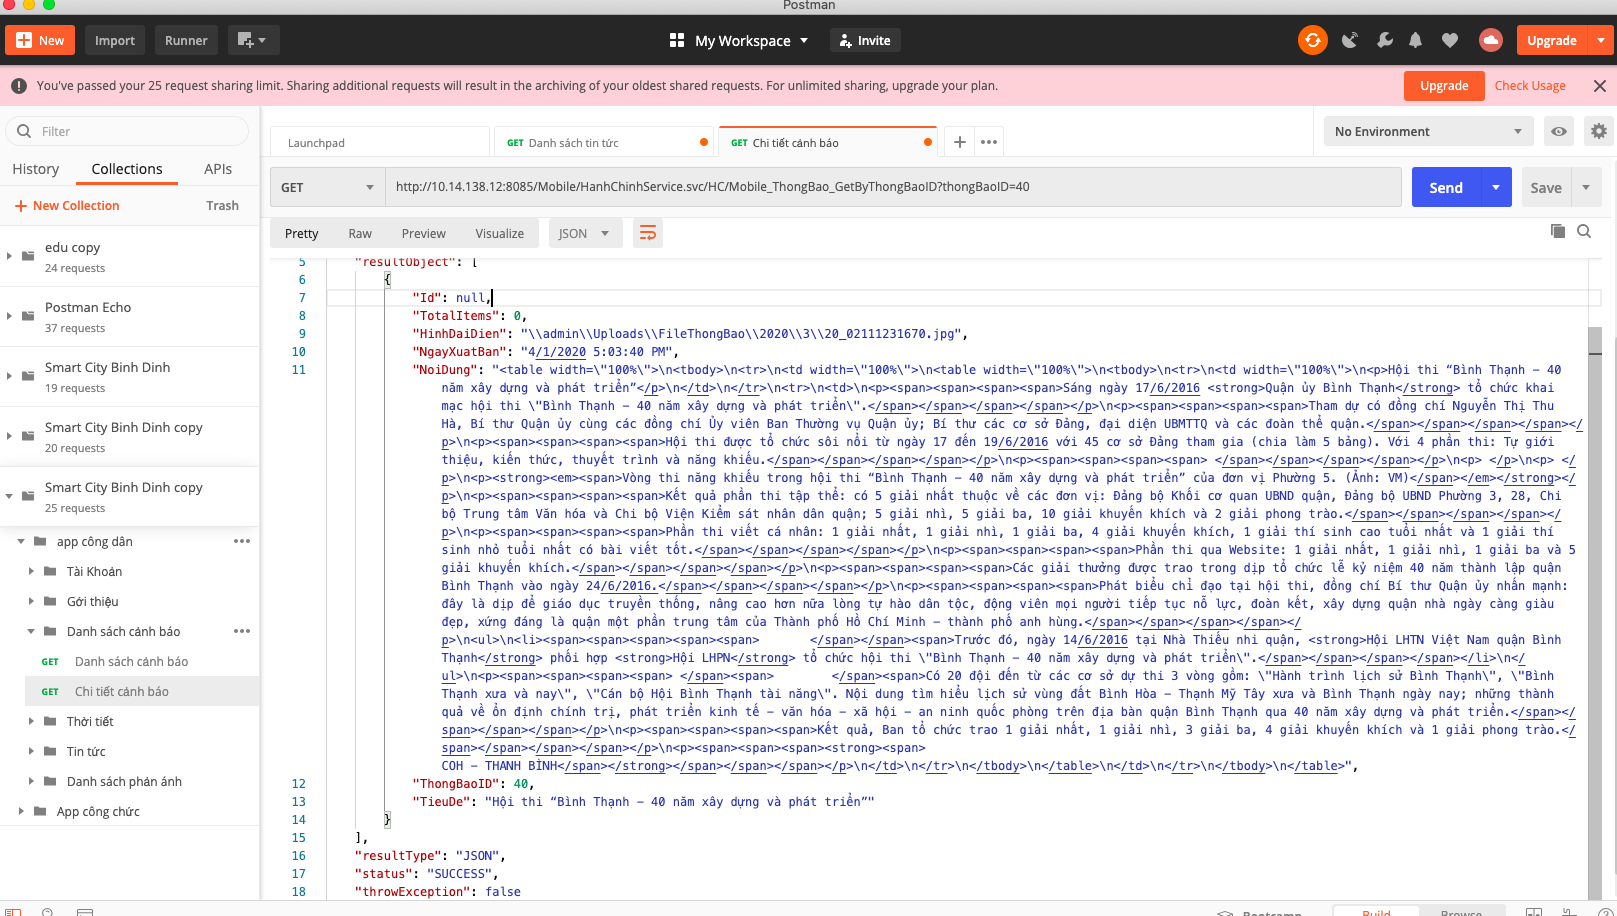 Postman
New
Import
Runner
My Workspace
Invite
Upgrade
You've passed your 25 request sharing limit. Sharing additional requests will result in the archiving of your oldest shared requests. For unlimited sharing, upgrade your plan.
Upgrade
Check Usage
Filter
History
Collections
APIs
New Collection
Trash
edu copy
24 requests
Postman Echo
37 requests
Smart City Binh Dinh
19 requests
Smart City Binh Dinh copy
20 requests
Smart City Binh Dinh copy
25 requests
app công dân
Tài Khoản
Gới thiệu
Danh sách cảnh báo
GET Danh sách cảnh báo
GET Chi tiết cảnh báo
Thời tiết
Tin tức
Danh sách phản ánh
App công chức
Launchpad
GET Danh sách tin tức
GET Chi tiết cảnh báo
No Environment
GET
http://10.14.138.12:8085/Mobile/HanhChinhService.svc/HC/Mobile_ThongBao_GetByThongBaoID?thongBaoID=40
Send
Save
Pretty
Raw
Preview
Visualize
JSON
5 "resultObject": [
6 {
7 "Id": null,
8 "TotalItems": 0,
9 "HinhDaiDien": "\\admin\\Uploads\\FileThongBao\\2020\\3\\20_02111231670.jpg",
10 "NgayXuatBan": "4/1/2020 5:03:40 PM",
11 "NoiDung": "<table width=\"100%\">\n<tbody>\n<tr>\n<td width=\"100%\">\n<table width=\"100%\">\n<tbody>\n<tr>\n<td width=\"100%\">\n<p>Hội thi “Bình Thạnh – 40
năm xây dựng và phát triển”</p>\n</td>\n</tr>\n<tr>\n<td>\n<p><span><span><span><span>Sáng ngày 17/6/2016 <strong>Quận ủy Bình Thạnh</strong> tổ chức khai
mạc hội thi \"Bình Thạnh – 40 năm xây dựng và phát triển\".</span></span></span></span></p>\n<p><span><span><span><span>Tham dự có đồng chí Nguyễn Thị Thu
Hà, Bí thư Quận ủy cùng các đồng chí Ủy viên Ban Thường vụ Quận ủy; Bí thư các cơ sở Đảng, đại diện UBMTTQ và các đoàn thể quận.</span></span></span></span></
p>\n<p><span><span><span><span>Hội thi được tổ chức sôi nổi từ ngày 17 đến 19/6/2016 với 45 cơ sở Đảng tham gia (chia làm 5 bảng). Với 4 phần thi: Tự giới
thiệu, kiến thức, thuyết trình và năng khiếu.</span></span></span></span></p>\n<p><span><span><span><span> </span></span></span></span></p>\n<p> </p>\n<p> </
p>\n<p><strong><em><span>Vòng thi năng khiếu trong hội thi “Bình Thạnh – 40 năm xây dựng và phát triển” của đơn vị Phường 5. (Ảnh: VM)</span></em></strong></
p>\n<p><span><span><span><span>Kết quả phần thi tập thể: có 5 giải nhất thuộc về các đơn vị: Đảng bộ Khối cơ quan UBND quận, Đảng bộ UBND Phường 3, 28, Chi
bộ Trung tâm Văn hóa và Chi bộ Viện Kiểm sát nhân dân quận; 5 giải nhì, 5 giải ba, 10 giải khuyến khích và 2 giải phong trào.</span></span></span></span></
p>\n<p><span><span><span><span>Phần thi viết cá nhân: 1 giải nhất, 1 giải nhì, 1 giải ba, 4 giải khuyến khích, 1 giải thí sinh cao tuổi nhất và 1 giải thí
sinh nhỏ tuổi nhất có bài viết tốt.</span></span></span></span></p>\n<p><span><span><span><span>Phần thi qua Website: 1 giải nhất, 1 giải nhì, 1 giải ba và 5
giải khuyến khích.</span></span></span></span></p>\n<p><span><span><span><span>Các giải thưởng được trao trong dịp tổ chức lễ kỷ niệm 40 năm thành lập quận
Bình Thạnh vào ngày 24/6/2016.</span></span></span></span></p>\n<p><span><span><span><span>Phát biểu chỉ đạo tại hội thi, đồng chí Bí thư Quận ủy nhấn mạnh:
đây là dịp để giáo dục truyền thống, nâng cao hơn nữa lòng tự hào dân tộc, động viên mọi người tiếp tục nỗ lực, đoàn kết, xây dựng quận nhà ngày càng giàu
đẹp, xứng đáng là quận một phần trung tâm của Thành phố Hồ Chí Minh – thành phố anh hùng.</span></span></span></span></
p>\n<ul>\n<li><span><span><span><span>       </span></span><span>Trước đó, ngày 14/6/2016 tại Nhà Thiếu nhi quận, <strong>Hội LHTN Việt Nam quận Bình
Thạnh</strong> phối hợp <strong>Hội LHPN</strong> tổ chức hội thi \"Bình Thạnh – 40 năm xây dựng và phát triển\".</span></span></span></span></li>\n</
ul>\n<p><span><span><span> </span><span>        </span><span>Có 20 đội đến từ các cơ sở dự thi 3 vòng gồm: \"Hành trình lịch sử Bình Thạnh\", \"Bình
Thạnh xưa và nay\", \"Cán bộ Hội Bình Thạnh tài năng\". Nội dung tìm hiểu lịch sử vùng đất Bình Hòa – Thạnh Mỹ Tây xưa và Bình Thạnh ngày nay; những thành
quả về ổn định chính trị, phát triển kinh tế – văn hóa – xã hội – an ninh quốc phòng trên địa bàn quận Bình Thạnh qua 40 năm xây dựng và phát triển.</span></
span></span></span></p>\n<p><span><span><span><span>Kết quả, Ban tổ chức trao 1 giải nhất, 1 giải nhì, 3 giải ba, 4 giải khuyến khích và 1 giải phong trào.</
span></span></span></span></p>\n<p><span><span><span><strong><span>
COH – THANH BÌNH</span></strong></span></span></span></p>\n</td>\n</tr>\n</tbody>\n</table>\n</td>\n</tr>\n</tbody>\n</table>",
12 "ThongBaoID": 40,
13 "TieuDe": "Hội thi “Bình Thạnh – 40 năm xây dựng và phát triển”"
14 }
15 ],
16 "resultType": "JSON",
17 "status": "SUCCESS",
18 "throwException": false
Bootcamp
Build
Browse